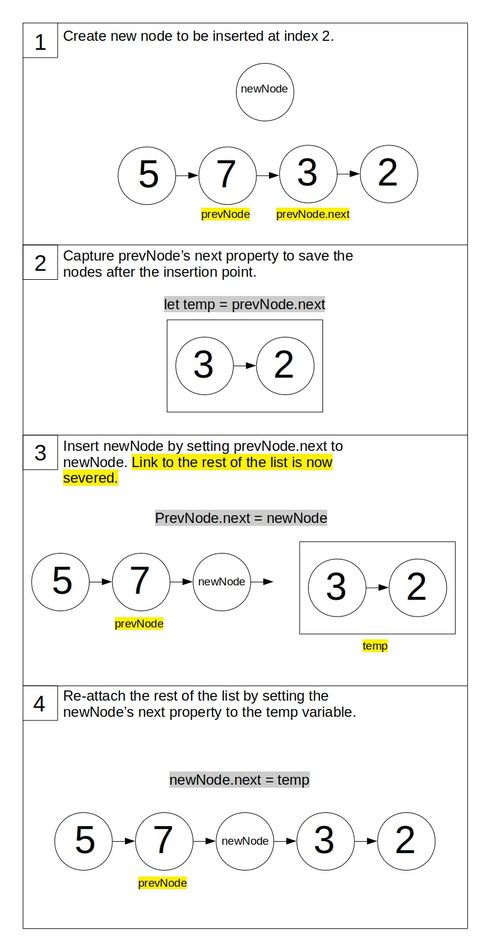 1
Create new node to be inserted at index 2.
newNode
5 7 3 2
prevNode prevNode.next
2
Capture prevNode's next property to save the
nodes after the insertion point.
let temp = prevNode.next
3 2
3
Insert newNode by setting prevNode.next to
newNode. Link to the rest of the list is now
severed.
PrevNode.next = newNode
5 7 newNode 3 2
prevNode
temp
4
Re-attach the rest of the list by setting the
newNode's next property to the temp variable.
newNode.next = temp
5 7 newNode 3 2
prevNode